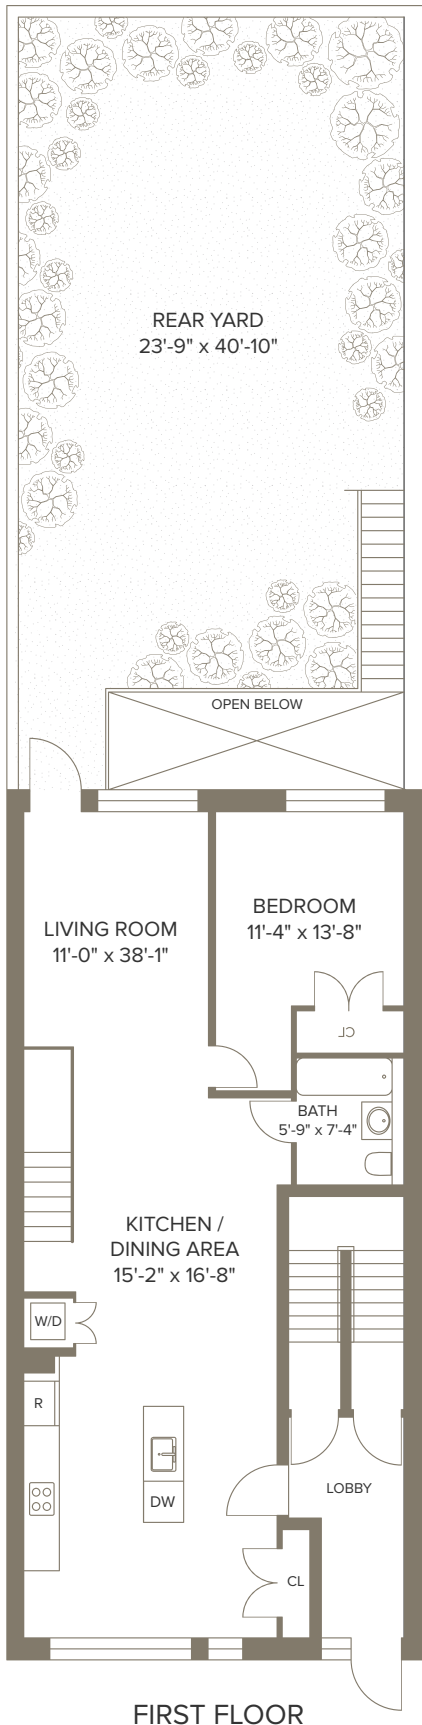 REAR YARD
23'-9" x 40'-10"
OPEN BELOW
LIVING ROOM
11'-0" x 38'-1"
BEDROOM
11'-4" x 13'-8"
CL
BATH
5'-9" x 7'-4"
KITCHEN /
DINING AREA
15'-2" x 16'-8"
W/D
R
DW
LOBBY
CL
FIRST FLOOR